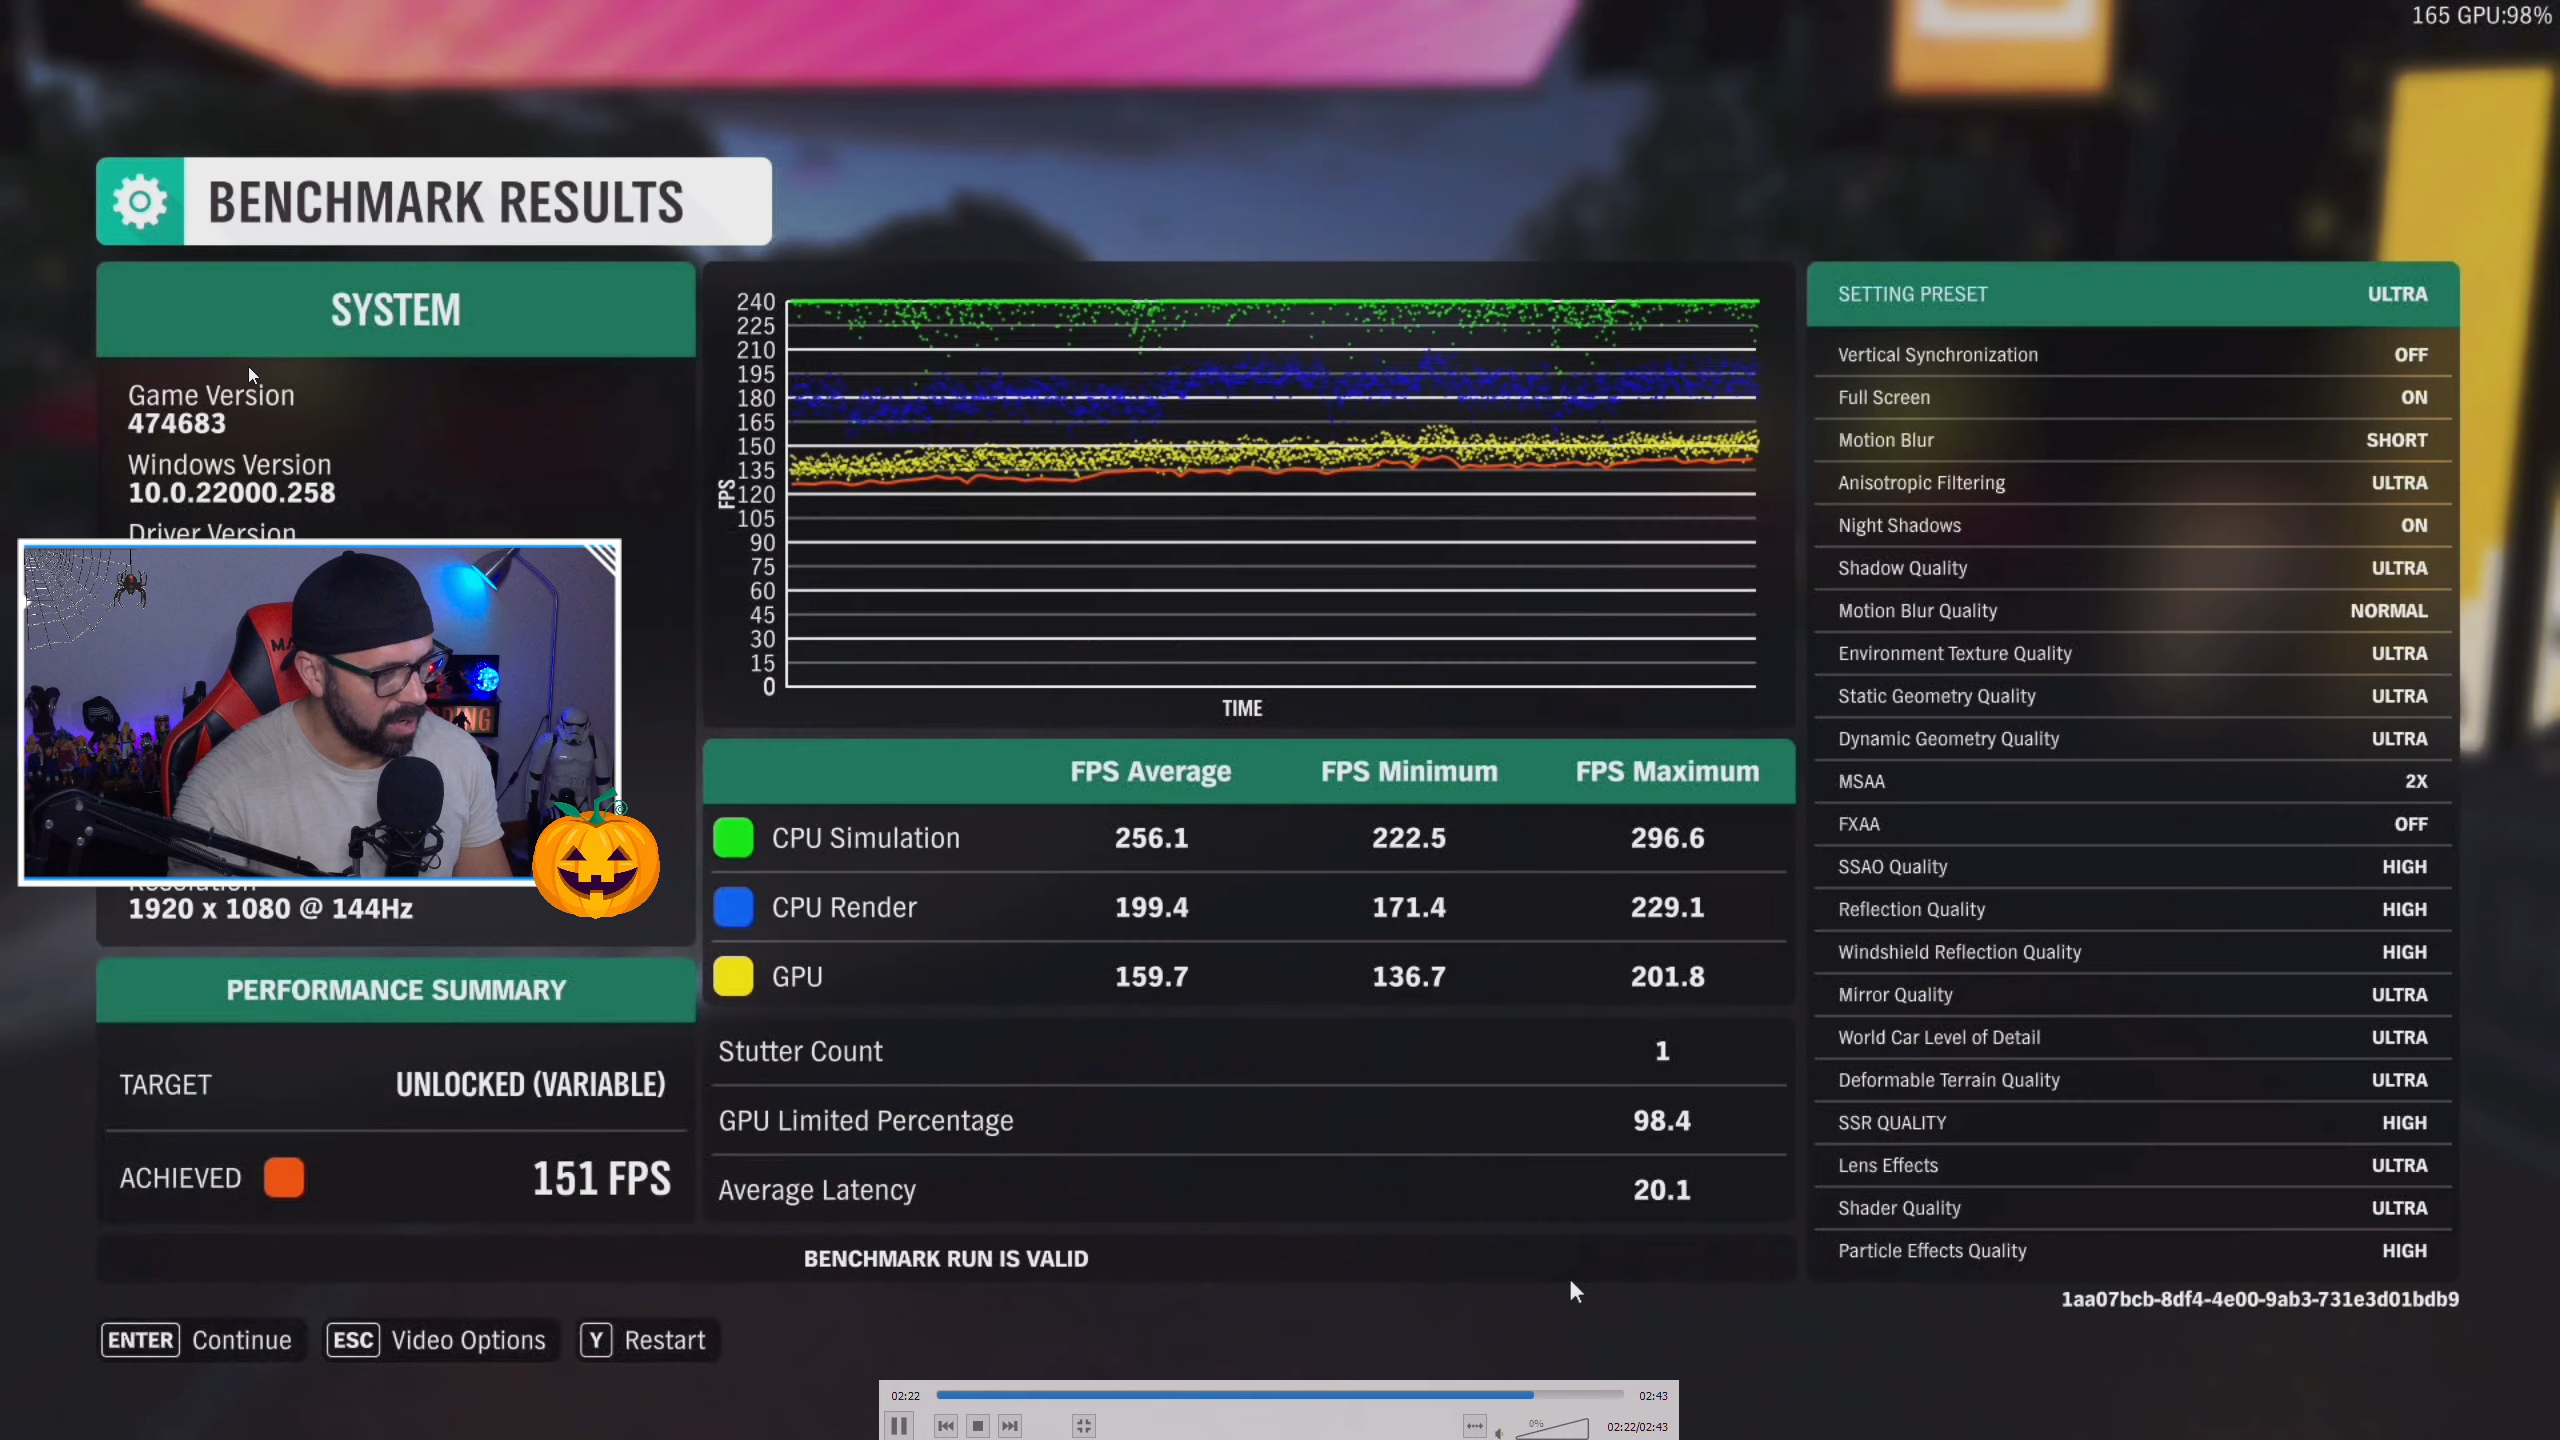 165 GPU:98%
BENCHMARK RESULTS
SYSTEM
Game Version
474683
Windows Version
10.0.22000.258
Driver Version
Resolution
1920 x 1080 @ 144Hz
PERFORMANCE SUMMARY
TARGET UNLOCKED (VARIABLE)
ACHIEVED 151 FPS
240
225
210
195
180
165
150
135
120
105
90
75
60
45
30
15
0
FPS
TIME
FPS Average FPS Minimum FPS Maximum
CPU Simulation 256.1 222.5 296.6
CPU Render 199.4 171.4 229.1
GPU 159.7 136.7 201.8
Stutter Count 1
GPU Limited Percentage 98.4
Average Latency 20.1
BENCHMARK RUN IS VALID
SETTING PRESET ULTRA
Vertical Synchronization OFF
Full Screen ON
Motion Blur SHORT
Anisotropic Filtering ULTRA
Night Shadows ON
Shadow Quality ULTRA
Motion Blur Quality NORMAL
Environment Texture Quality ULTRA
Static Geometry Quality ULTRA
Dynamic Geometry Quality ULTRA
MSAA 2X
FXAA OFF
SSAO Quality HIGH
Reflection Quality HIGH
Windshield Reflection Quality HIGH
Mirror Quality ULTRA
World Car Level of Detail ULTRA
Deformable Terrain Quality ULTRA
SSR QUALITY HIGH
Lens Effects ULTRA
Shader Quality ULTRA
Particle Effects Quality HIGH
1aa07bcb-8df4-4e00-9ab3-731e3d01bdb9
ENTER Continue ESC Video Options Y Restart
02:22 02:43
0% 02:22/02:43